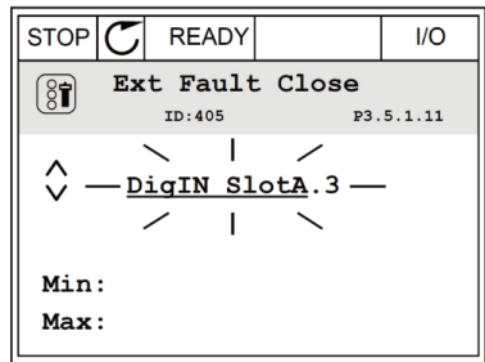 STOP READY I/O
Ext Fault Close
ID:405 P3.5.1.11
DigIN SlotA.3
Min:
Max: